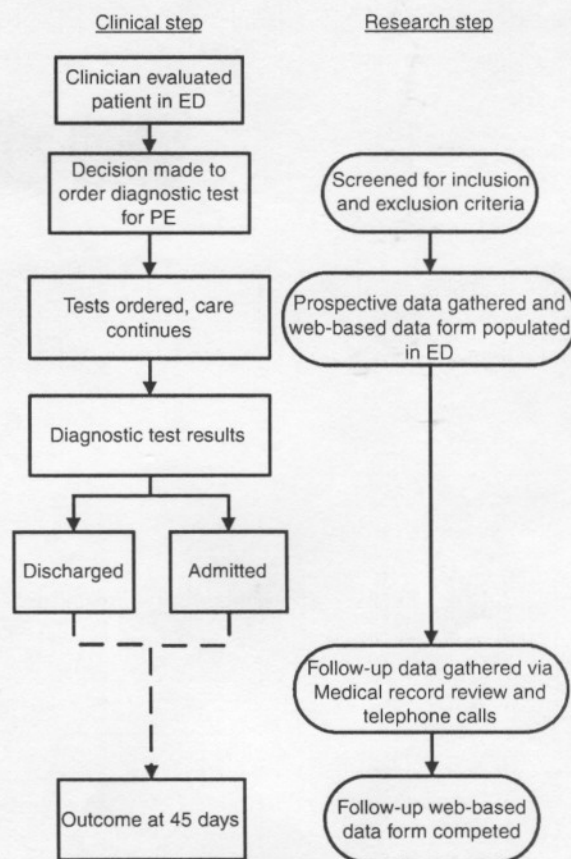 Clinical step
Clinician evaluated
patient in ED
Decision made to
order diagnostic test
for PE
Tests ordered, care
continues
Diagnostic test results
Discharged
Admitted
Outcome at 45 days
Research step
Screened for inclusion
and exclusion criteria
Prospective data gathered and
web-based data form populated
in ED
Follow-up data gathered via
Medical record review and
telephone calls
Follow-up web-based
data form competed